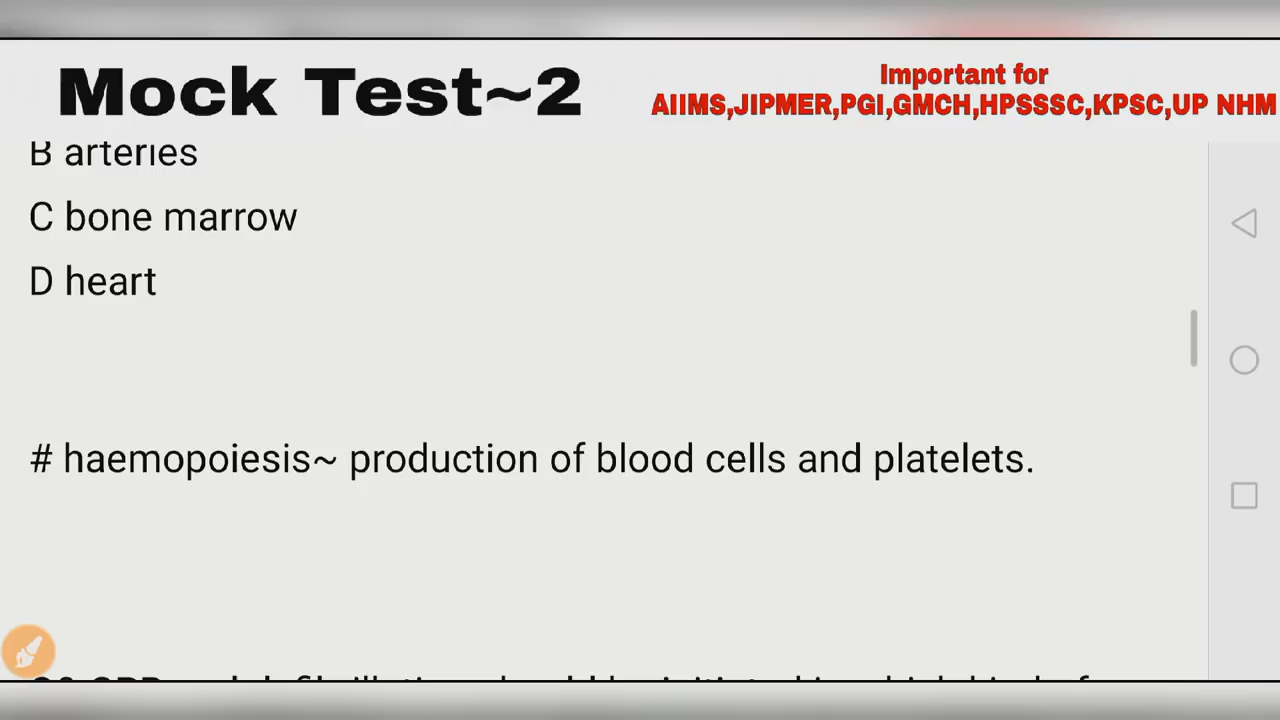 Mock Test~2
Important for
AIIMS,JIPMER,PGI,GMCH,HPSSSC,KPSC,UP NHM
B arteries
C bone marrow
D heart
# haemopoiesis~ production of blood cells and platelets.